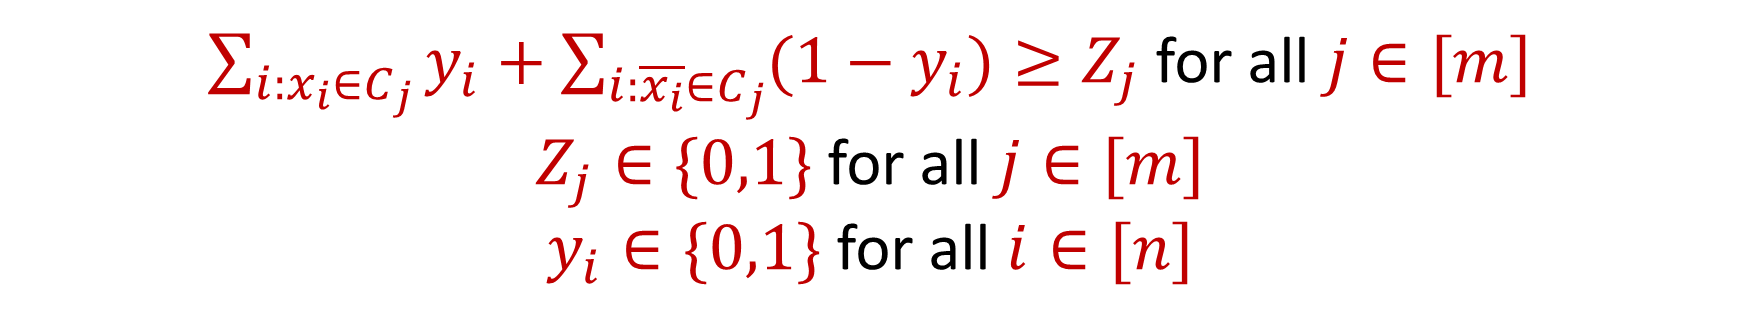 ∑_{i:x_i∈C_j} y_i + ∑_{i:\overline{x_i}∈C_j}(1 − y_i) ≥ Z_j for all j ∈ [m]
Z_j ∈ {0,1} for all j ∈ [m]
y_i ∈ {0,1} for all i ∈ [n]